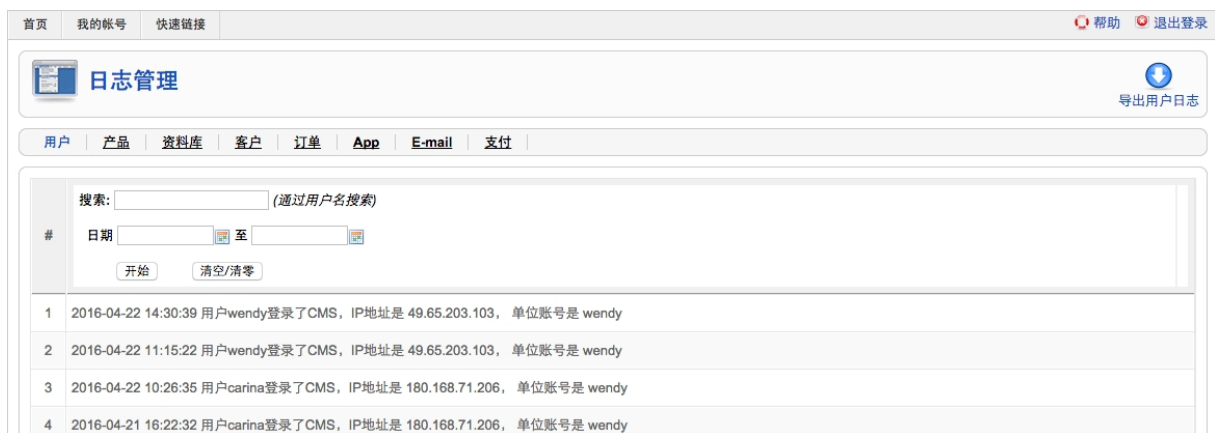 首页 我的帐号 快速链接 帮助 退出登录
日志管理
导出用户日志
用户 产品 资料库 客户 订单 App E-mail 支付
搜索: (通过用户名搜索)
# 日期 至
开始 清空/清零
1 2016-04-22 14:30:39 用户wendy登录了CMS，IP地址是 49.65.203.103， 单位账号是 wendy
2 2016-04-22 11:15:22 用户wendy登录了CMS，IP地址是 49.65.203.103， 单位账号是 wendy
3 2016-04-22 10:26:35 用户carina登录了CMS，IP地址是 180.168.71.206， 单位账号是 wendy
4 2016-04-21 16:22:32 用户carina登录了CMS，IP地址是 180.168.71.206， 单位账号是 wendy